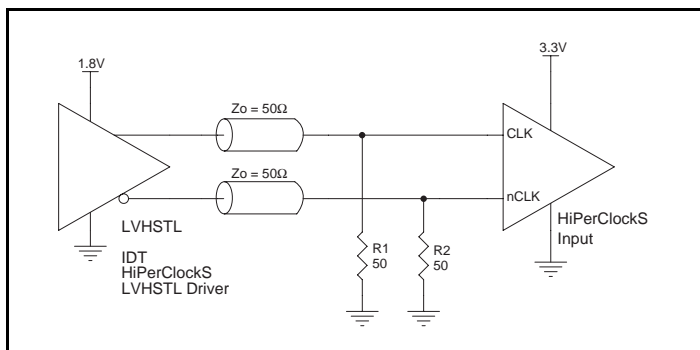 1.8V
3.3V
Zo = 50Ω
CLK
Zo = 50Ω
nCLK
LVHSTL
IDT
HiPerClockS
LVHSTL Driver
R1
50
R2
50
HiPerClockS
Input